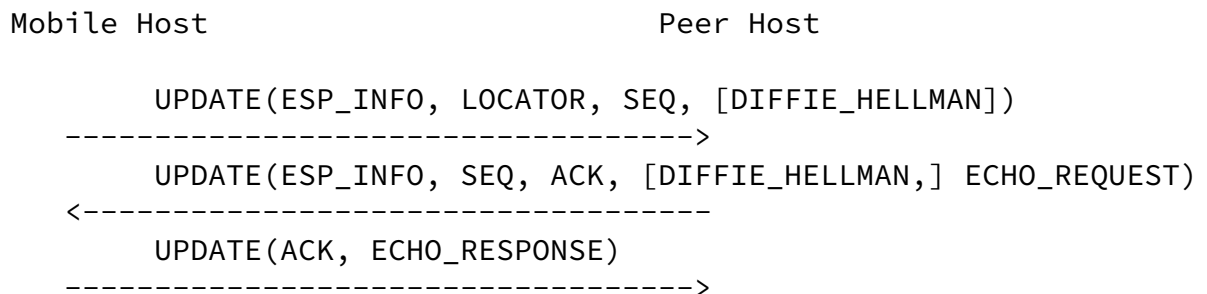 Mobile Host                         Peer Host
UPDATE(ESP_INFO, LOCATOR, SEQ, [DIFFIE_HELLMAN])
----------------------------------->
UPDATE(ESP_INFO, SEQ, ACK, [DIFFIE_HELLMAN,] ECHO_REQUEST)
<-----------------------------------
UPDATE(ACK, ECHO_RESPONSE)
----------------------------------->